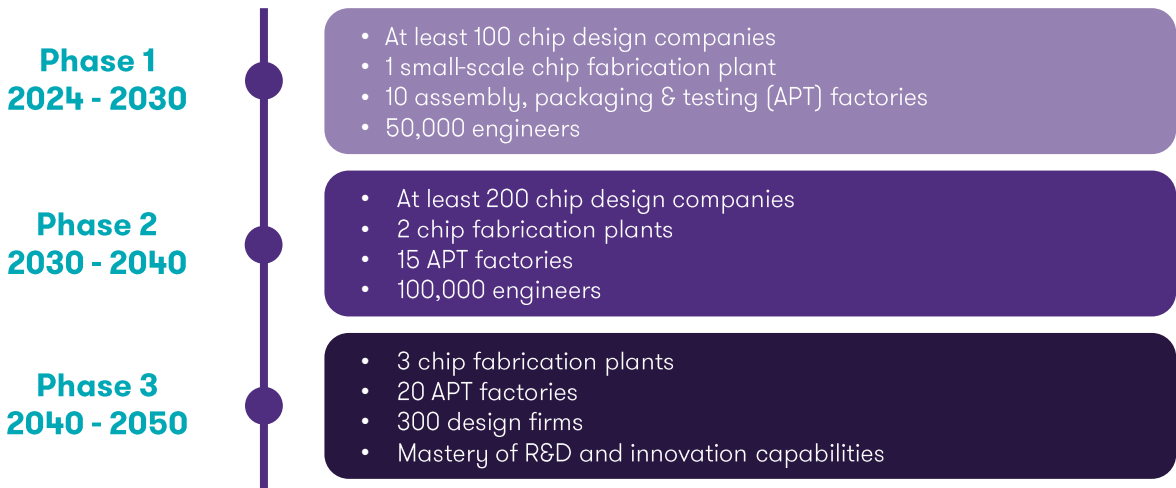 Phase 1
2024 - 2030
• At least 100 chip design companies
• 1 small-scale chip fabrication plant
• 10 assembly, packaging & testing (APT) factories
• 50,000 engineers
Phase 2
2030 - 2040
• At least 200 chip design companies
• 2 chip fabrication plants
• 15 APT factories
• 100,000 engineers
Phase 3
2040 - 2050
• 3 chip fabrication plants
• 20 APT factories
• 300 design firms
• Mastery of R&D and innovation capabilities